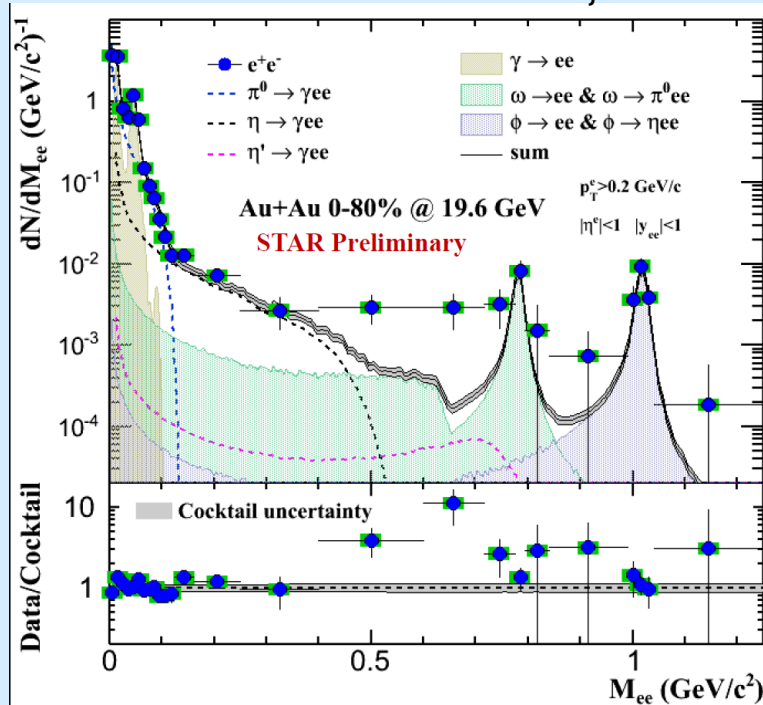 dN/dM_ee (GeV/c²)⁻¹
1
10⁻¹
10⁻²
10⁻³
10⁻⁴
e⁺e⁻
π⁰ → γee
η → γee
η' → γee
γ → ee
ω →ee & ω → π⁰ee
φ → ee & φ → ηee
sum
Au+Au 0-80% @ 19.6 GeV
STAR Preliminary
p_T^e>0.2 GeV/c
|η^e|<1 |y_ee|<1
Data/Cocktail
10
1
Cocktail uncertainty
0 0.5 1
M_ee (GeV/c²)